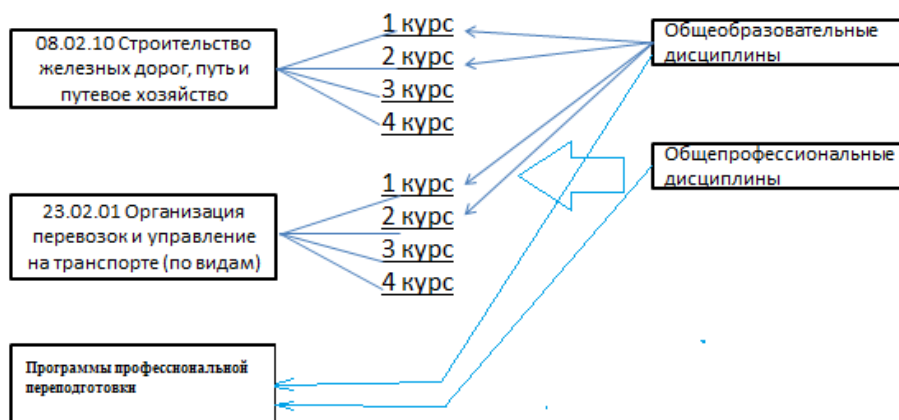 08.02.10 Строительство
железных дорог, путь и
путевое хозяйство
1 курс
2 курс
3 курс
4 курс
Общеобразовательные
дисциплины
Общепрофессиональные
дисциплины
23.02.01 Организация
перевозок и управление
на транспорте (по видам)
1 курс
2 курс
3 курс
4 курс
Программы профессиональной
переподготовки